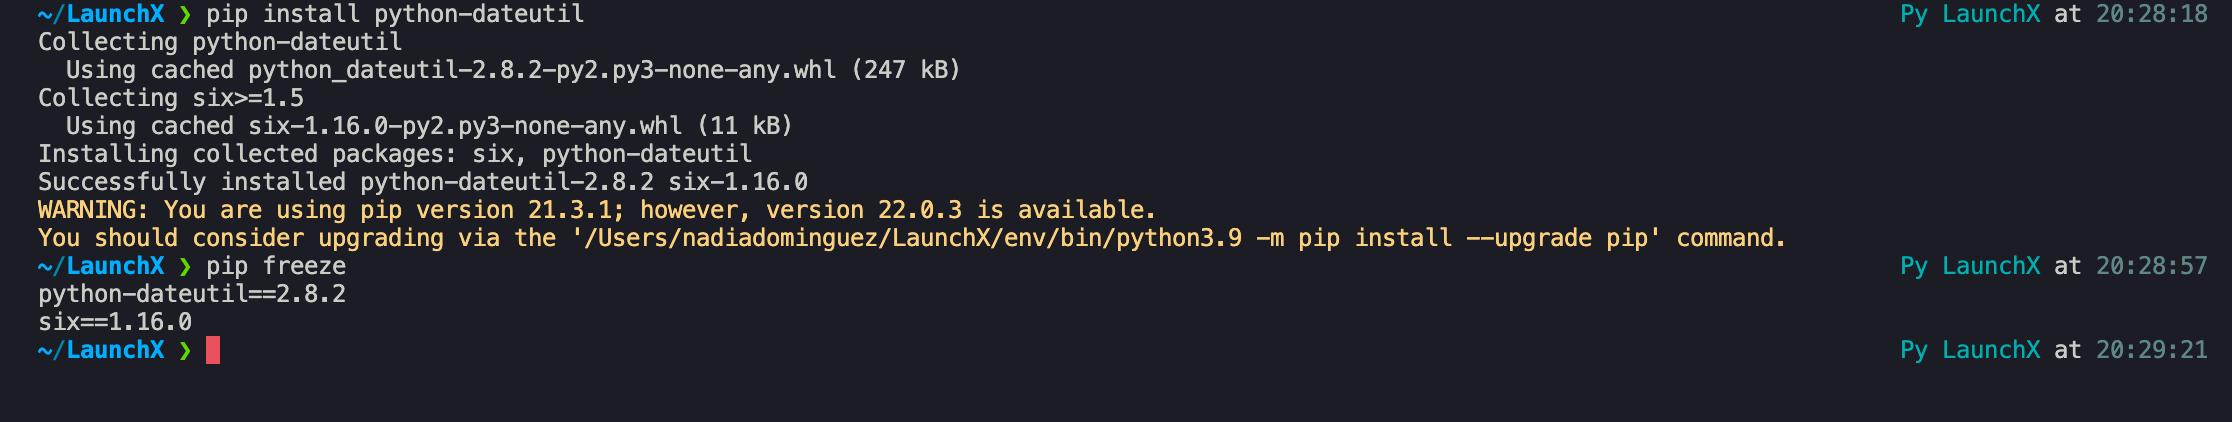 ~/LaunchX ❯ pip install python-dateutil Py LaunchX at 20:28:18
Collecting python-dateutil
  Using cached python_dateutil-2.8.2-py2.py3-none-any.whl (247 kB)
Collecting six>=1.5
  Using cached six-1.16.0-py2.py3-none-any.whl (11 kB)
Installing collected packages: six, python-dateutil
Successfully installed python-dateutil-2.8.2 six-1.16.0
WARNING: You are using pip version 21.3.1; however, version 22.0.3 is available.
You should consider upgrading via the '/Users/nadiadominguez/LaunchX/env/bin/python3.9 -m pip install --upgrade pip' command.
~/LaunchX ❯ pip freeze Py LaunchX at 20:28:57
python-dateutil==2.8.2
six==1.16.0
~/LaunchX ❯ Py LaunchX at 20:29:21